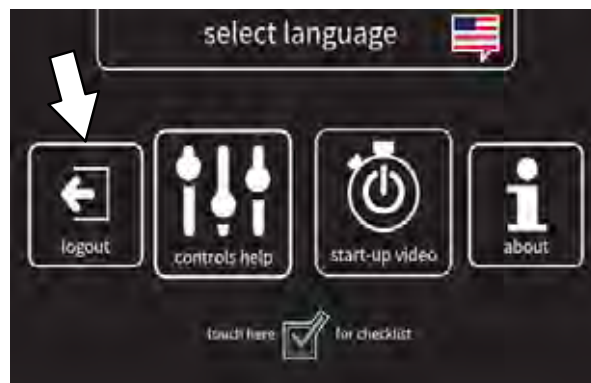 select language
logout
controls help
start-up video
about
touch here
for checklist